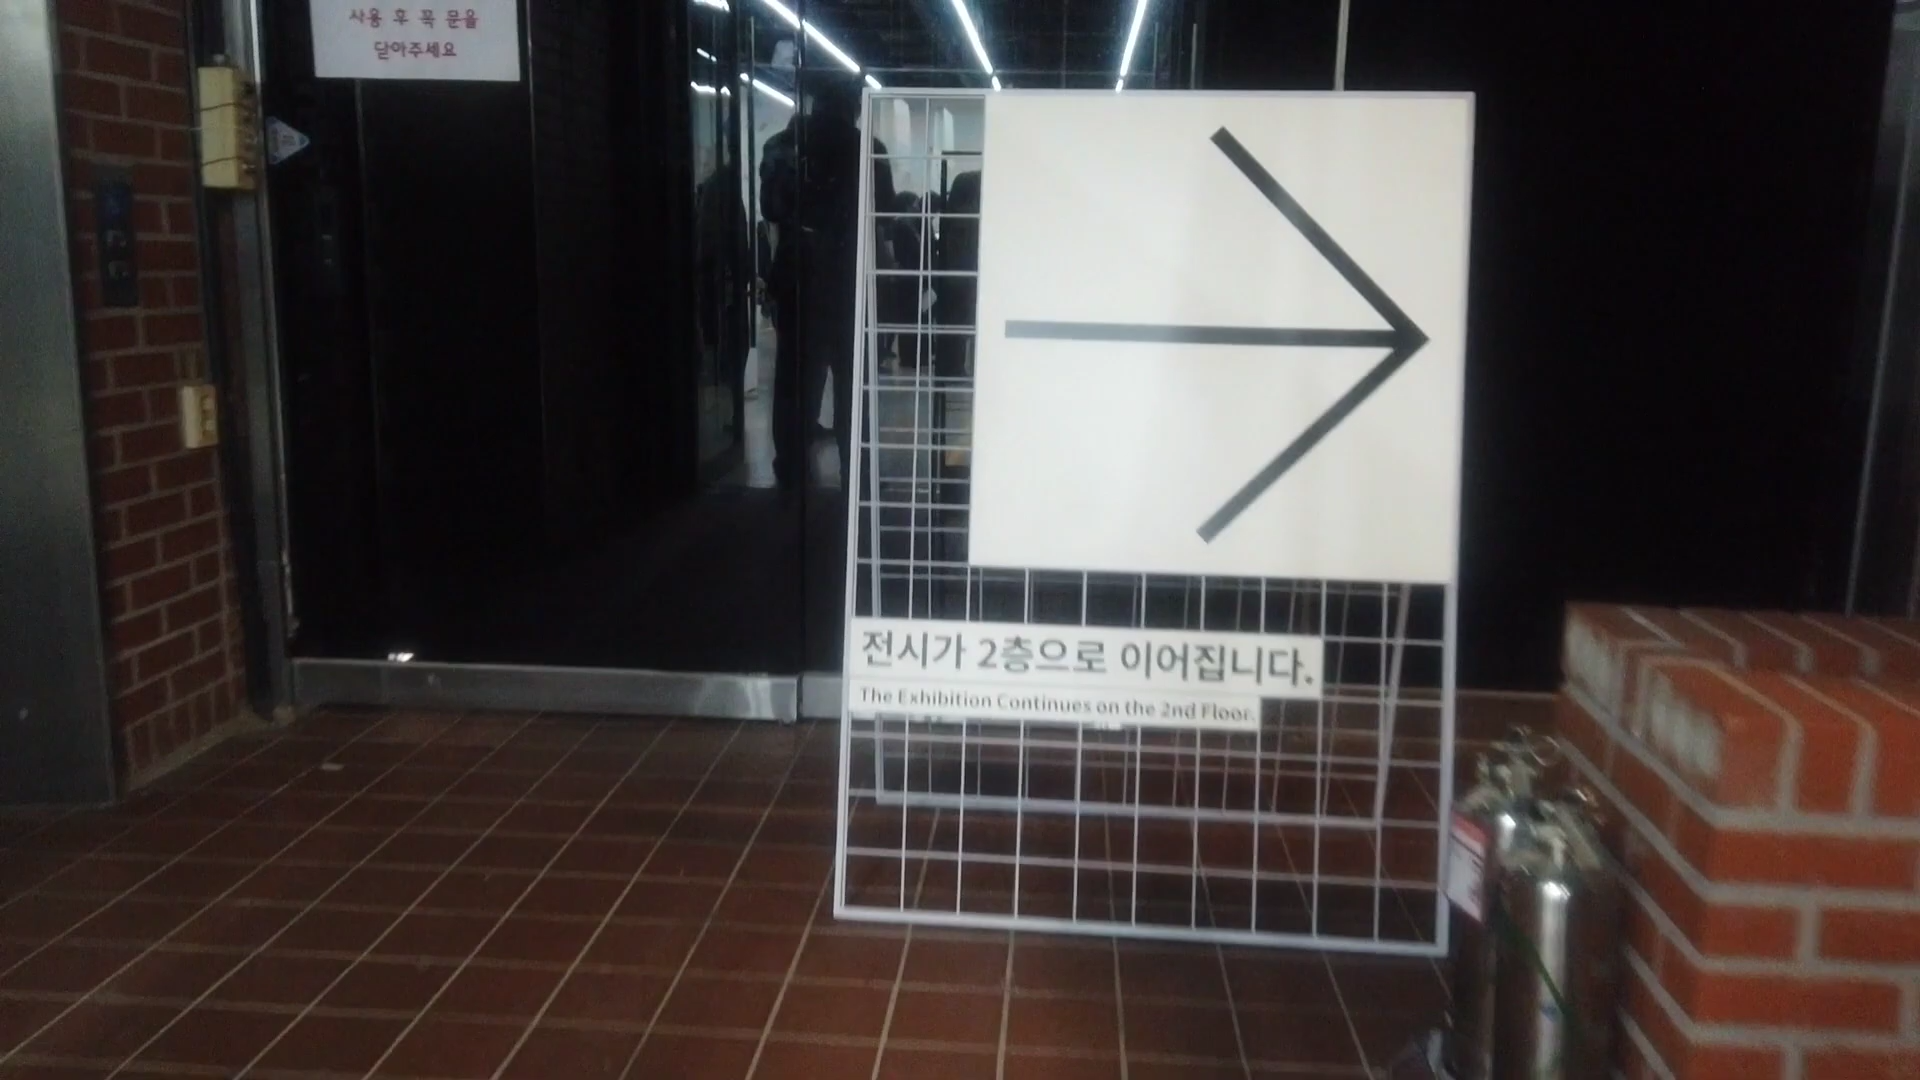 사용 후 꼭 문을
닫아주세요
전시가 2층으로 이어집니다.
The Exhibition Continues on the 2nd Floor.